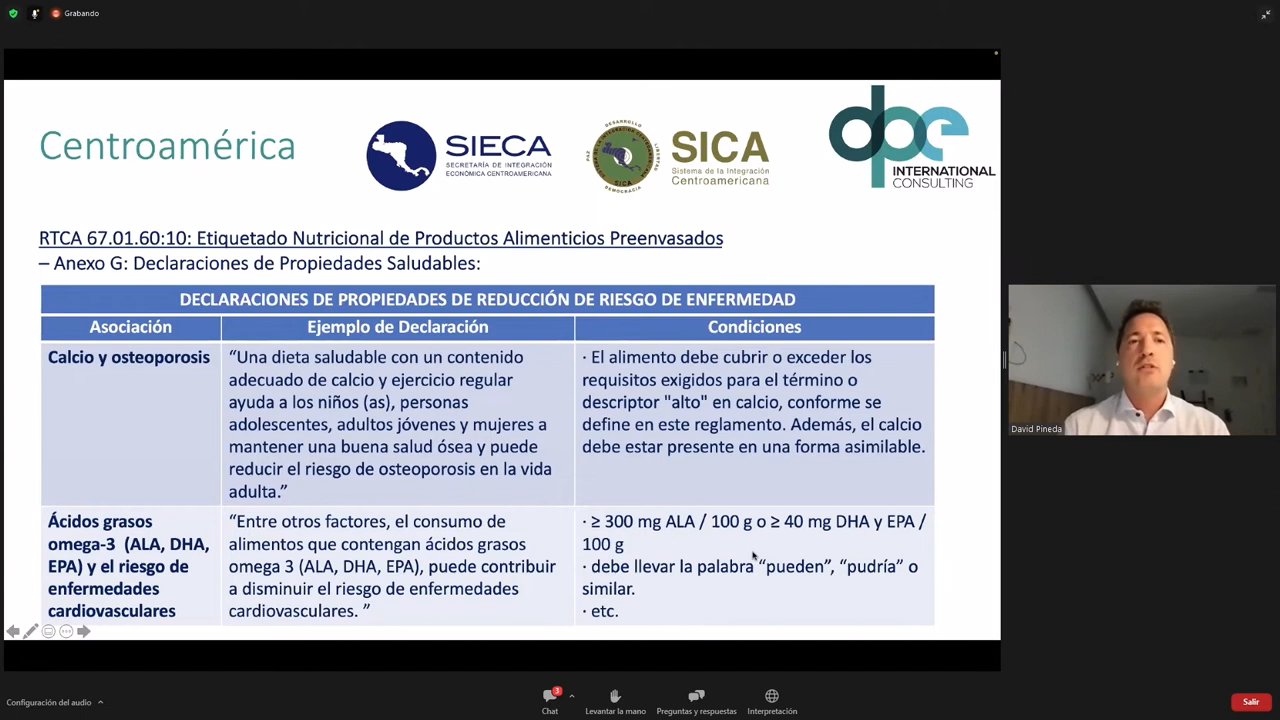 Grabando
Centroamérica
SIECA
SECRETARÍA DE INTEGRACIÓN
ECONÓMICA CENTROAMERICANA
SICA
Sistema de la Integración
Centroamericana
dpe
INTERNATIONAL
CONSULTING
RTCA 67.01.60:10: Etiquetado Nutricional de Productos Alimenticios Preenvasados
– Anexo G: Declaraciones de Propiedades Saludables:
DECLARACIONES DE PROPIEDADES DE REDUCCIÓN DE RIESGO DE ENFERMEDAD
Asociación
Ejemplo de Declaración
Condiciones
Calcio y osteoporosis
“Una dieta saludable con un contenido
adecuado de calcio y ejercicio regular
ayuda a los niños (as), personas
adolescentes, adultos jóvenes y mujeres a
mantener una buena salud ósea y puede
reducir el riesgo de osteoporosis en la vida
adulta.”
· El alimento debe cubrir o exceder los
requisitos exigidos para el término o
descriptor "alto" en calcio, conforme se
define en este reglamento. Además, el calcio
debe estar presente en una forma asimilable.
Ácidos grasos
omega-3 (ALA, DHA,
EPA) y el riesgo de
enfermedades
cardiovasculares
“Entre otros factores, el consumo de
alimentos que contengan ácidos grasos
omega 3 (ALA, DHA, EPA), puede contribuir
a disminuir el riesgo de enfermedades
cardiovasculares. ”
· ≥ 300 mg ALA / 100 g o ≥ 40 mg DHA y EPA /
100 g
· debe llevar la palabra “pueden”, “pudría” o
similar.
· etc.
David Pineda
Configuración del audio
3
Chat
Levantar la mano
Preguntas y respuestas
Interpretación
Salir